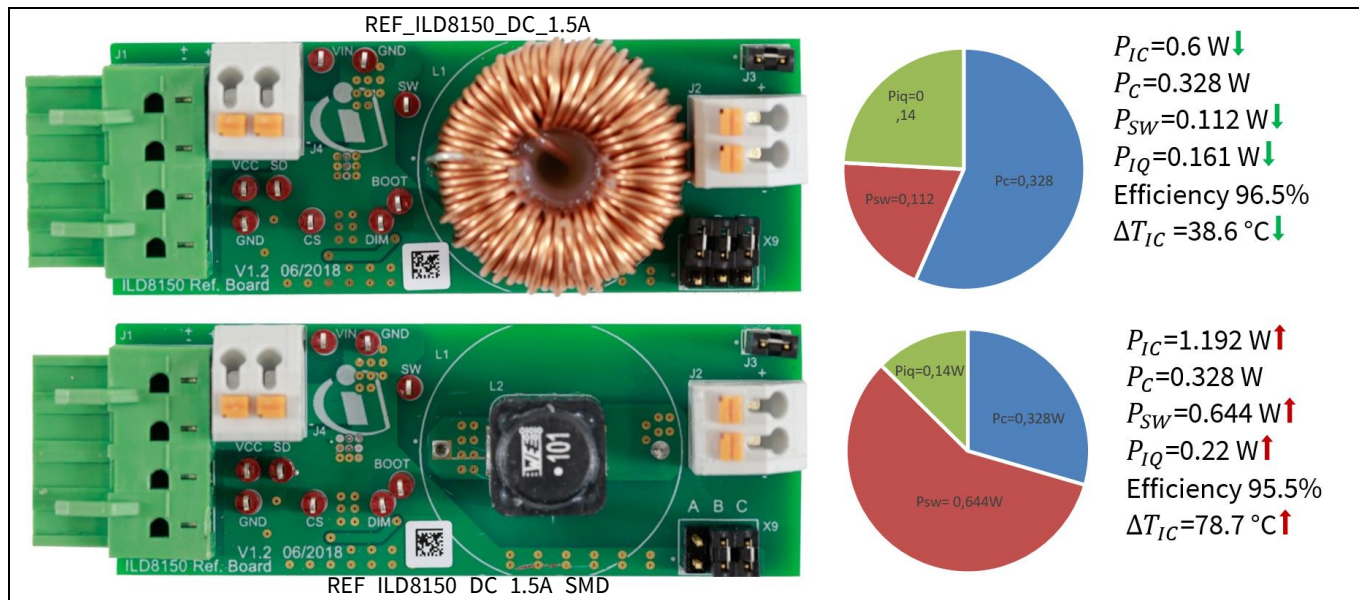 REF_ILD8150_DC_1.5A
J1
+
-
VIN
GND
L1
SW
J3
J2
+
J4
VCC SD
BOOT
GND
CS
DIM
X9
V1.2 06/2018
ILD8150 Ref. Board
Piq=0
,14
Pc=0,328
Psw=0,112
P_IC=0.6 W↓
P_C=0.328 W
P_SW=0.112 W↓
P_IQ=0.161 W↓
Efficiency 96.5%
ΔT_IC =38.6 °C↓
J1
+
-
VIN
GND
L1
SW
L2
J3
J2
+
J4
VCC SD
BOOT
WE
101
GND
CS
DIM
A B C
X9
V1.2 06/2018
ILD8150 Ref. Board
REF_ILD8150_DC_1.5A_SMD
Piq=0,14W
Pc=0,328W
Psw= 0,644W
P_IC=1.192 W↑
P_C=0.328 W
P_SW=0.644 W↑
P_IQ=0.22 W↑
Efficiency 95.5%
ΔT_IC=78.7 °C↑